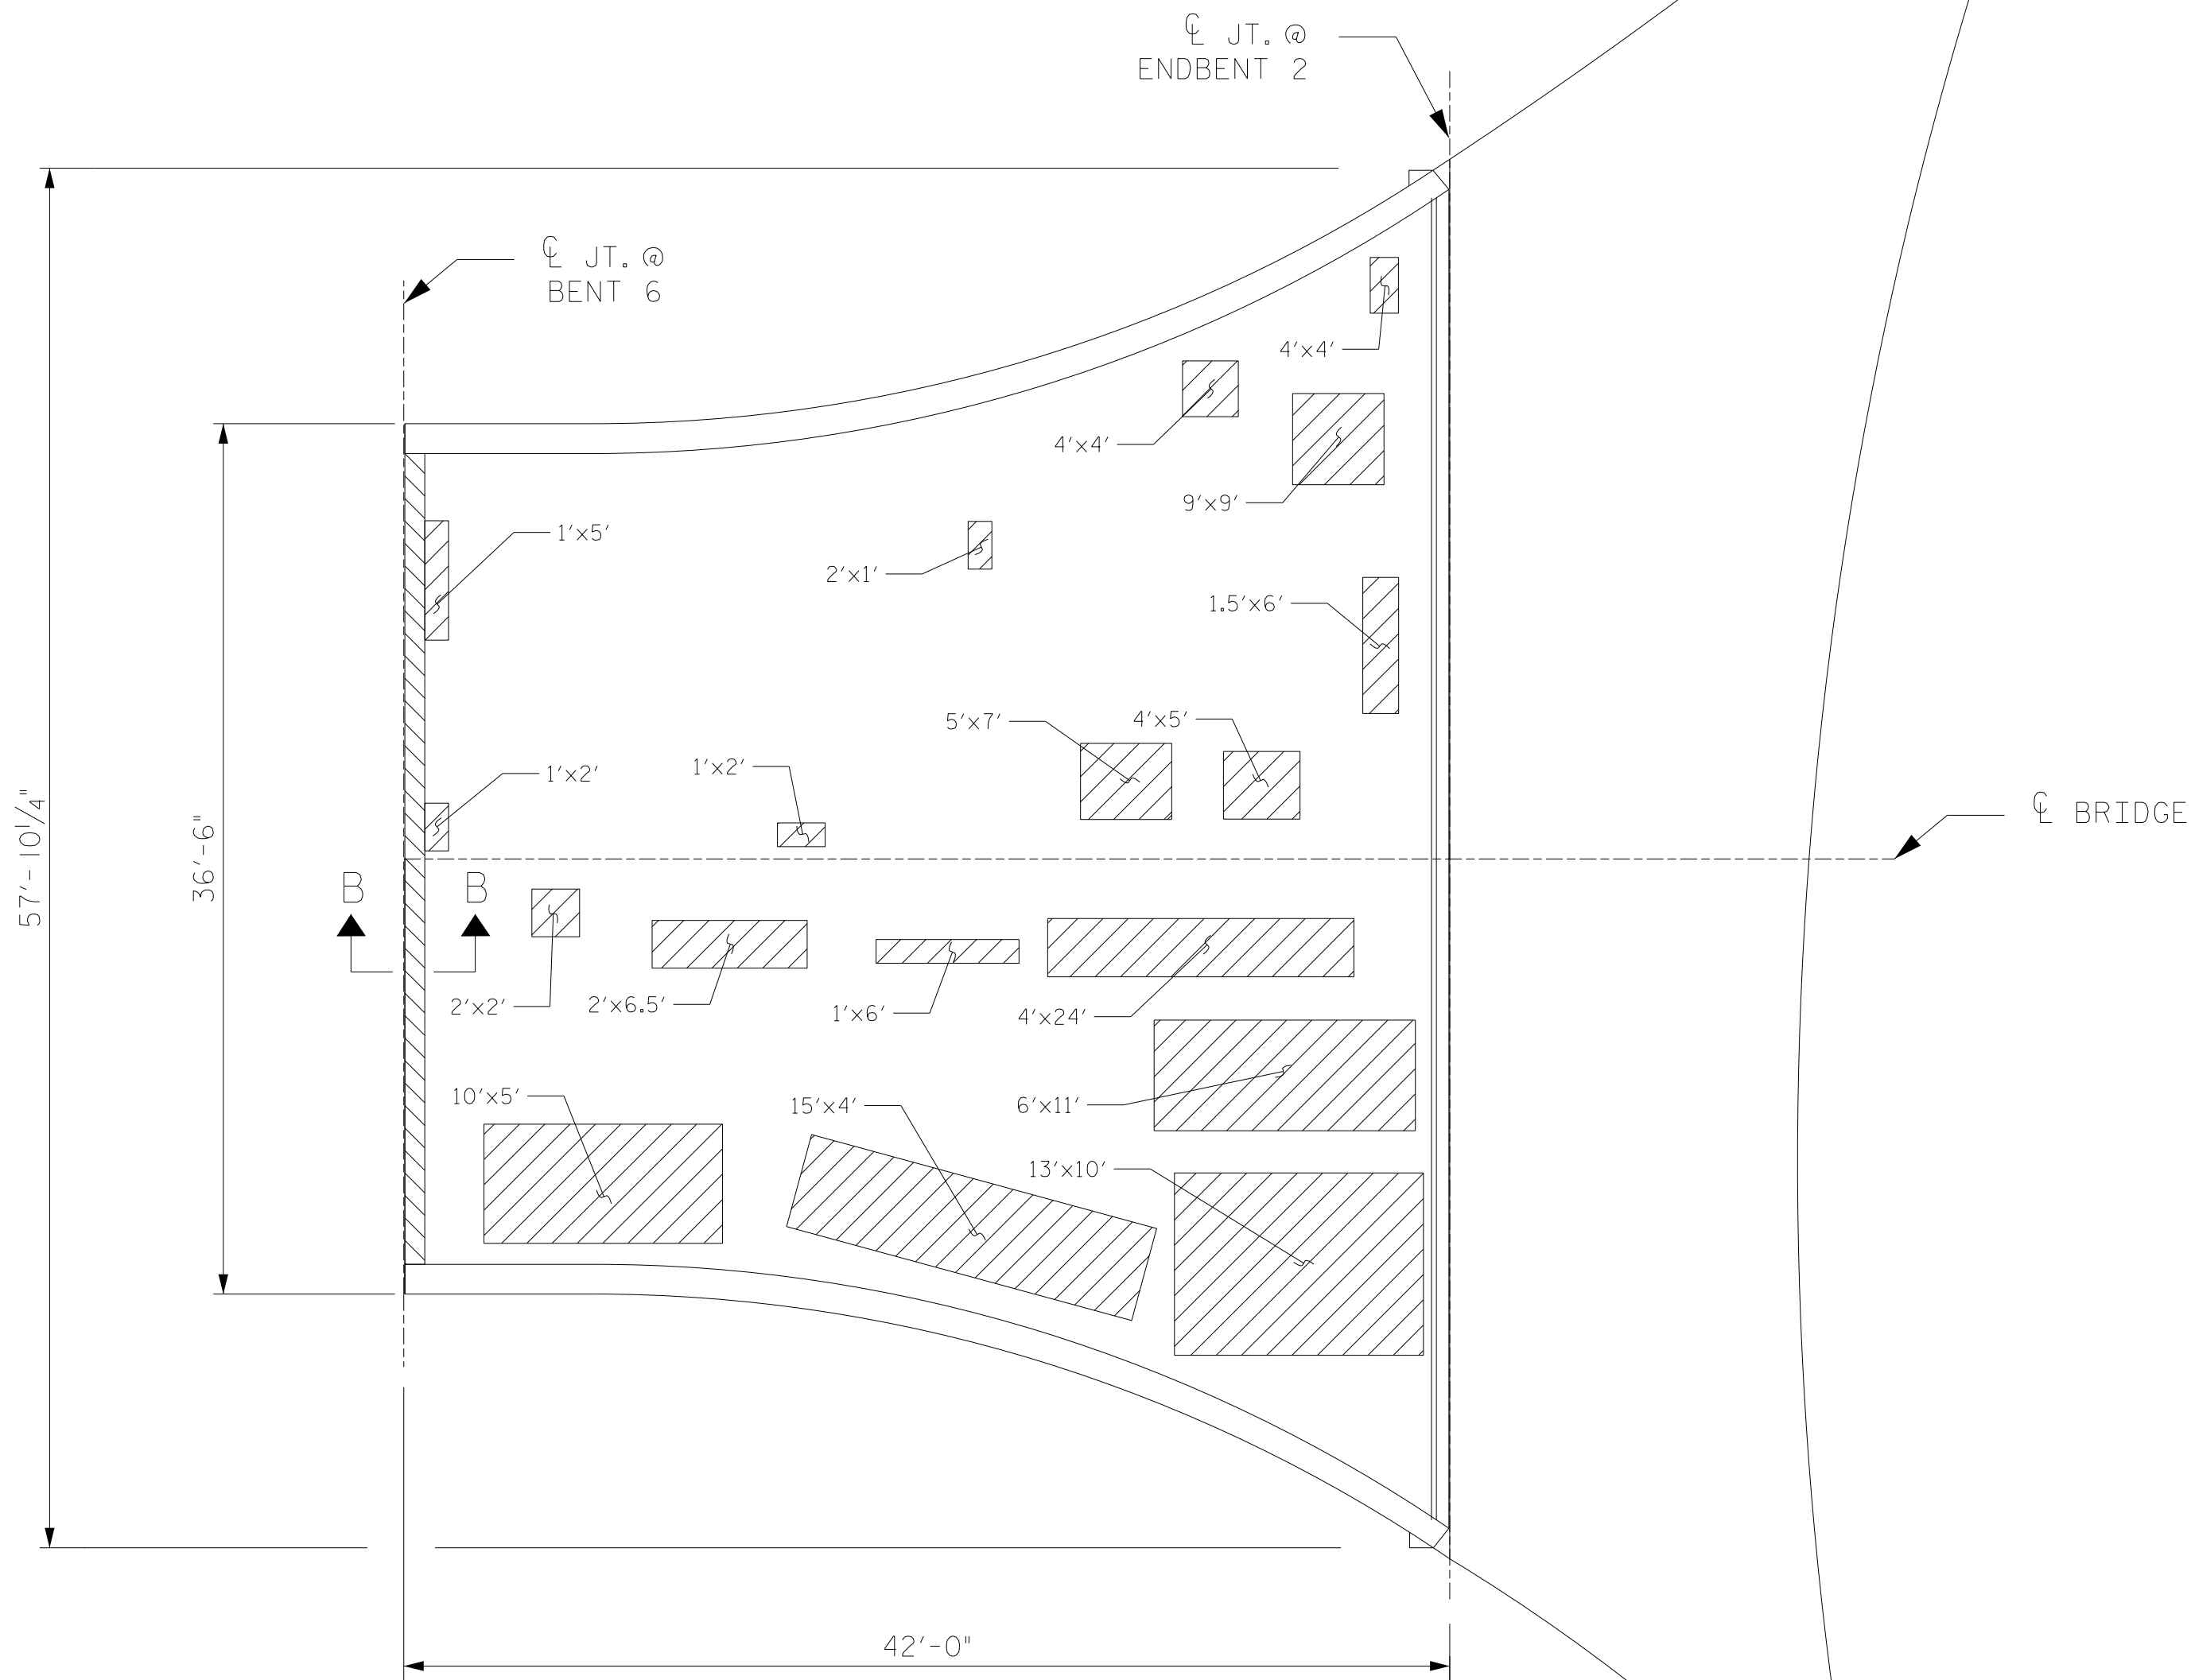 ℄ JT. @
ENDBENT 2
℄ JT. @
BENT 6
4'x4'
4'x4'
9'x9'
1'x5'
2'x1'
1.5'x6'
5'x7'
4'x5'
1'x2'
1'x2'
57'-10¼"
36'-6"
℄ BRIDGE
B
B
2'x2'
2'x6.5'
1'x6'
4'x24'
10'x5'
15'x4'
6'x11'
13'x10'
42'-0"